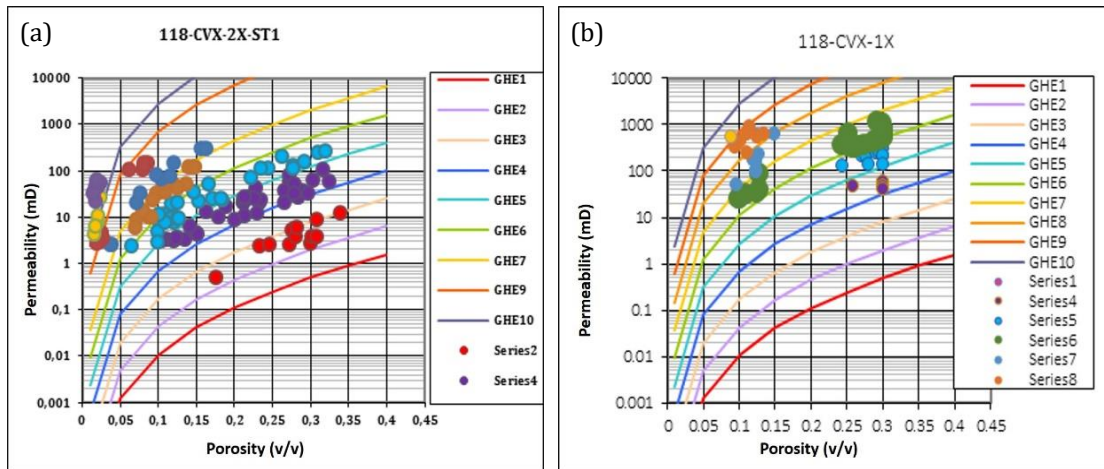 (a)
118-CVX-2X-ST1
Permeability (mD)
10000
1000
100
10
1
0,1
0,01
0,001
0 0,05 0,1 0,15 0,2 0,25 0,3 0,35 0,4 0,45
Porosity (v/v)
GHE1
GHE2
GHE3
GHE4
GHE5
GHE6
GHE7
GHE9
GHE10
Series2
Series4
(b)
118-CVX-1X
Permeability (mD)
10000
1000
100
10
1
0.1
0.01
0.001
0 0.05 0.1 0.15 0.2 0.25 0.3 0.35 0.4 0.45
Porosity (v/v)
GHE1
GHE2
GHE3
GHE4
GHE5
GHE6
GHE7
GHE8
GHE9
GHE10
Series1
Series4
Series5
Series6
Series7
Series8